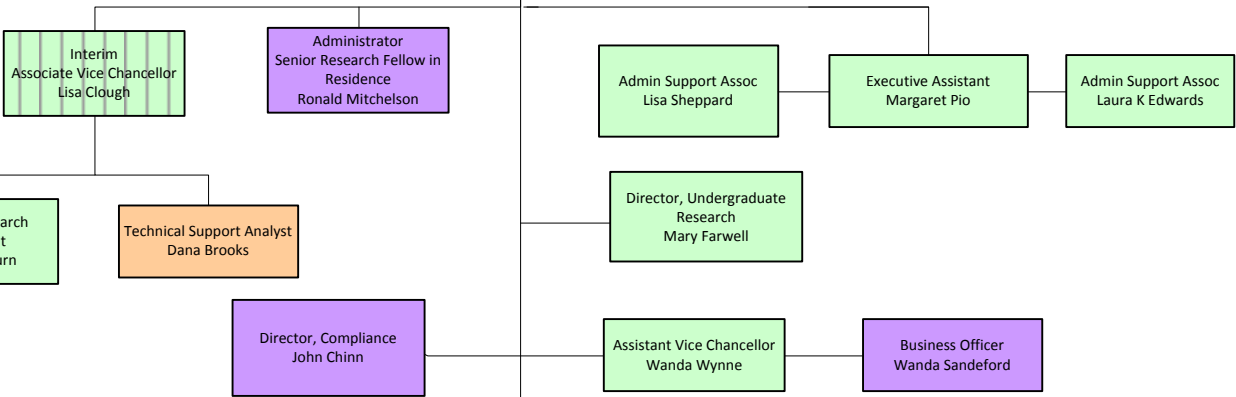 Interim
Associate Vice Chancellor
Lisa Clough
Administrator
Senior Research Fellow in
Residence
Ronald Mitchelson
Admin Support Assoc
Lisa Sheppard
Executive Assistant
Margaret Pio
Admin Support Assoc
Laura K Edwards
arch
t
urn
Technical Support Analyst
Dana Brooks
Director, Undergraduate
Research
Mary Farwell
Director, Compliance
John Chinn
Assistant Vice Chancellor
Wanda Wynne
Business Officer
Wanda Sandeford